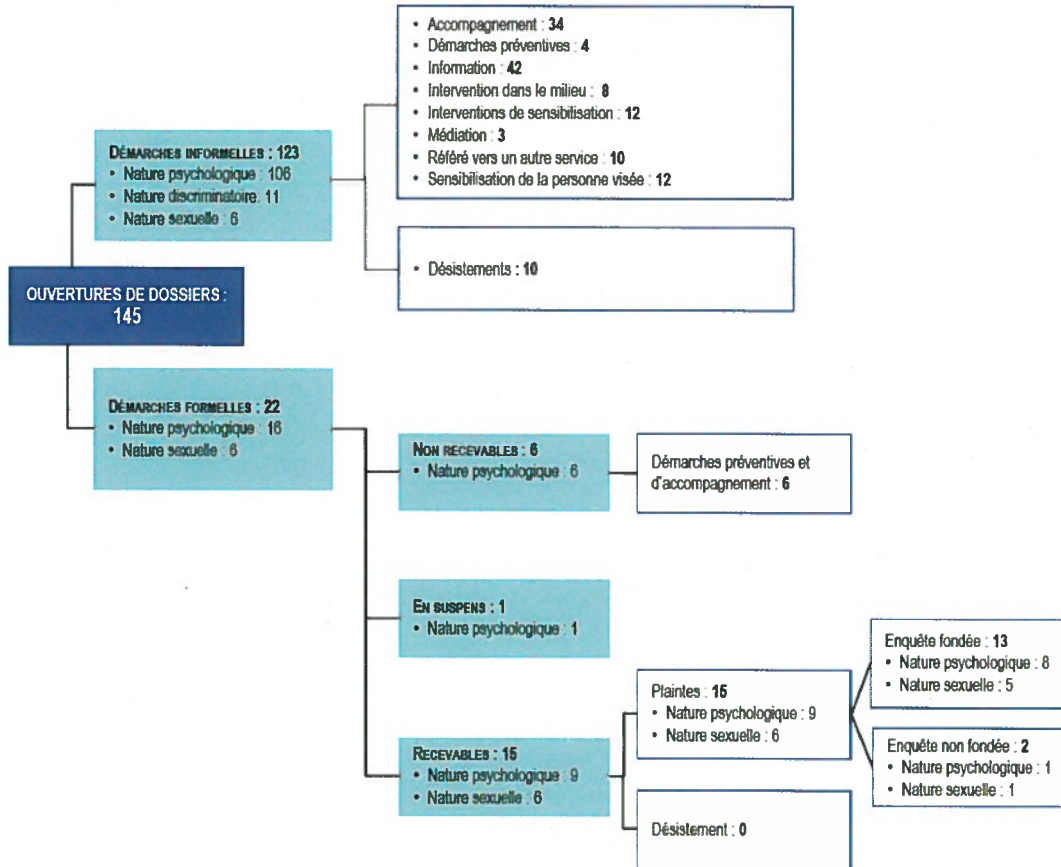 • Accompagnement : 34
• Démarches préventives : 4
• Information : 42
• Intervention dans le milieu : 8
• Interventions de sensibilisation : 12
• Médiation : 3
• Référé vers un autre service : 10
• Sensibilisation de la personne visée : 12
DÉMARCHES INFORMELLES : 123
• Nature psychologique : 106
• Nature discriminatoire: 11
• Nature sexuelle : 6
• Désistements : 10
OUVERTURES DE DOSSIERS :
145
DÉMARCHES FORMELLES : 22
• Nature psychologique : 16
• Nature sexuelle : 6
NON RECEVABLES : 6
• Nature psychologique : 6
Démarches préventives et
d'accompagnement : 6
EN SUSPENS : 1
• Nature psychologique : 1
RECEVABLES : 15
• Nature psychologique : 9
• Nature sexuelle : 6
Plaintes : 15
• Nature psychologique : 9
• Nature sexuelle : 6
Désistement : 0
Enquête fondée : 13
• Nature psychologique : 8
• Nature sexuelle : 5
Enquête non fondée : 2
• Nature psychologique : 1
• Nature sexuelle : 1